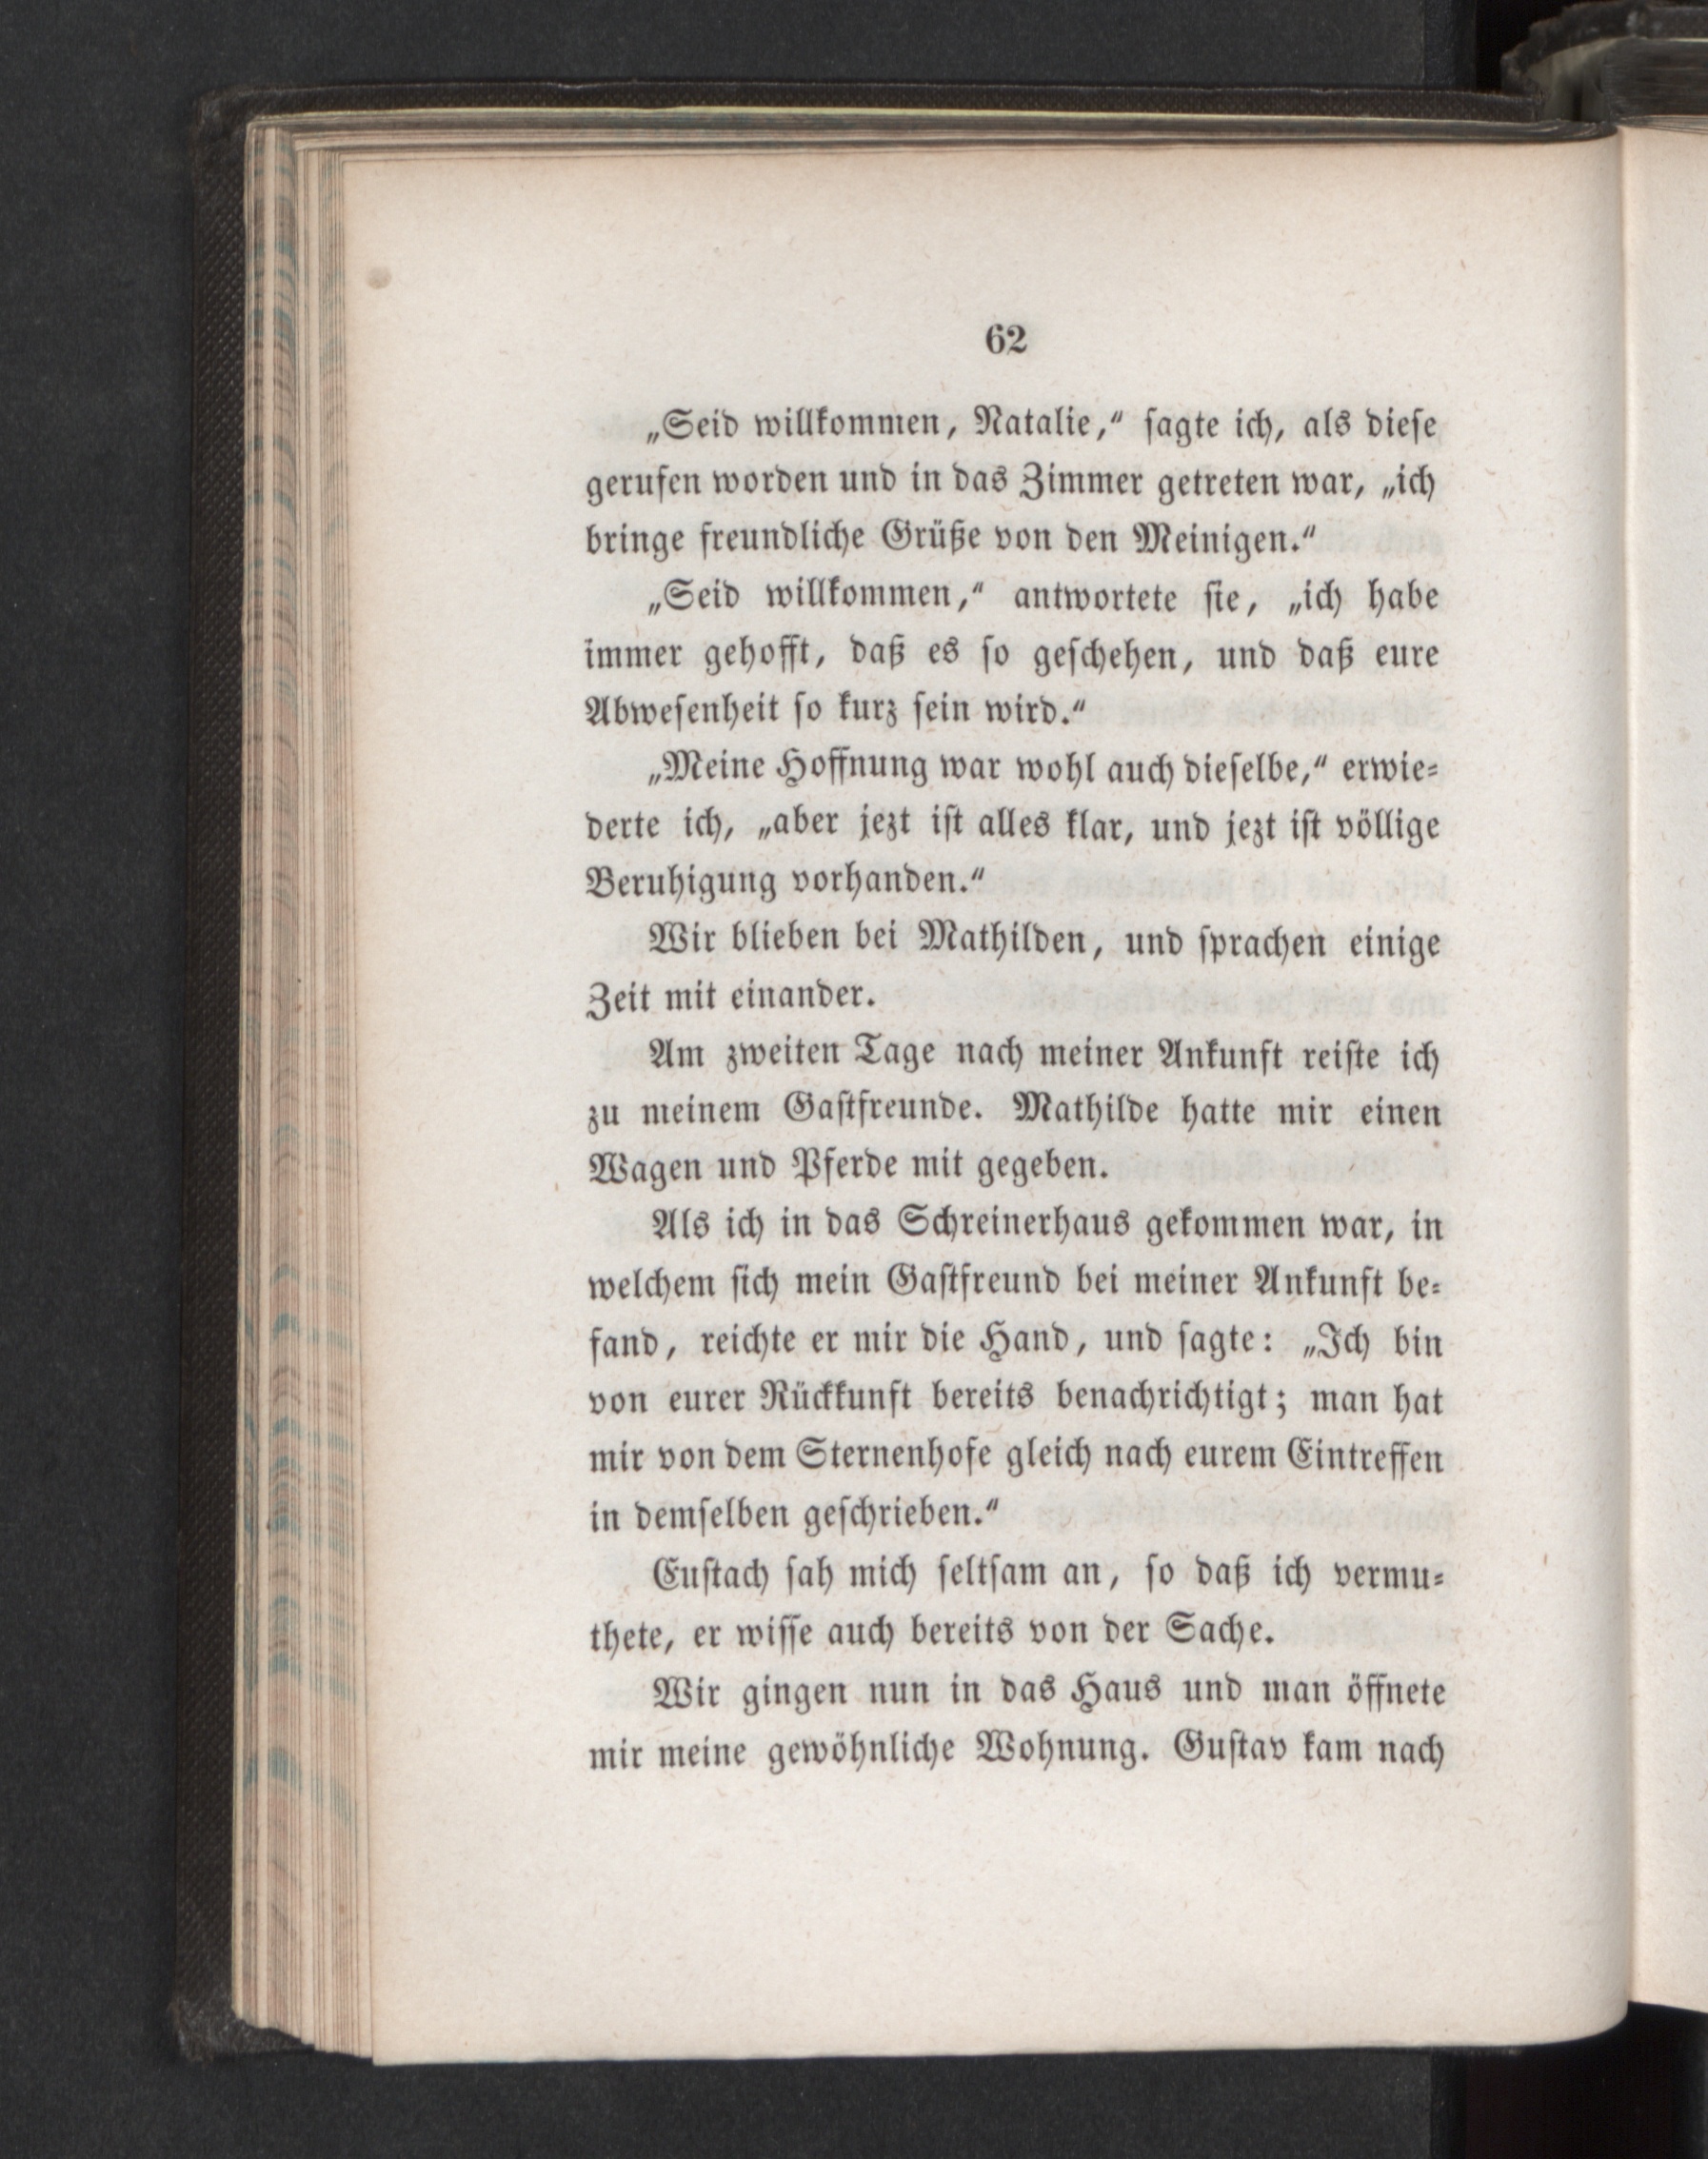 62
„Seid willkommen, Natalie,“ ſagte ich, als dieſe
gerufen worden und in das Zimmer getreten war, „ich
bringe freundliche Grüße von den Meinigen.“
„Seid willkommen,“ antwortete ſie, „ich habe
immer gehofft, daß es ſo geſchehen, und daß eure
Abweſenheit ſo kurz ſein wird.“
„Meine Hoffnung war wohl auch dieſelbe,“ erwie⸗
derte ich, „aber jezt iſt alles klar, und jezt iſt völlige
Beruhigung vorhanden.“
Wir blieben bei Mathilden, und ſprachen einige
Zeit mit einander.
Am zweiten Tage nach meiner Ankunft reiſte ich
zu meinem Gaſtfreunde. Mathilde hatte mir einen
Wagen und Pferde mit gegeben.
Als ich in das Schreinerhaus gekommen war, in
welchem ſich mein Gaſtfreund bei meiner Ankunft be⸗
fand, reichte er mir die Hand, und ſagte: „Ich bin
von eurer Rückkunft bereits benachrichtigt; man hat
mir von dem Sternenhofe gleich nach eurem Eintreffen
in demſelben geſchrieben.“
Euſtach ſah mich ſeltſam an, ſo daß ich vermu⸗
thete, er wiſſe auch bereits von der Sache.
Wir gingen nun in das Haus und man öffnete
mir meine gewöhnliche Wohnung. Guſtav kam nach